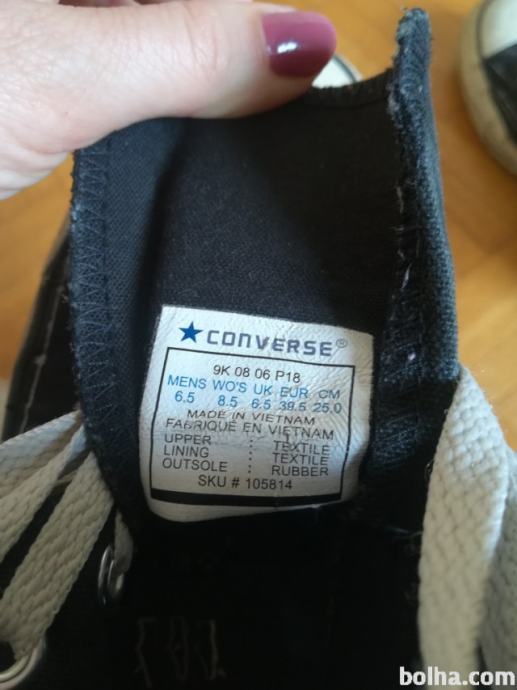 ★CONVERSE®
9K 08 06 P18
MENS WO'S UK EUR CM
6.5 8.5 6.5 39.5 25.0
MADE IN VIETNAM
FABRIQUÉ EN VIETNAM
UPPER : TEXTILE
LINING : TEXTILE
OUTSOLE : RUBBER
SKU # 105814
bolha.com